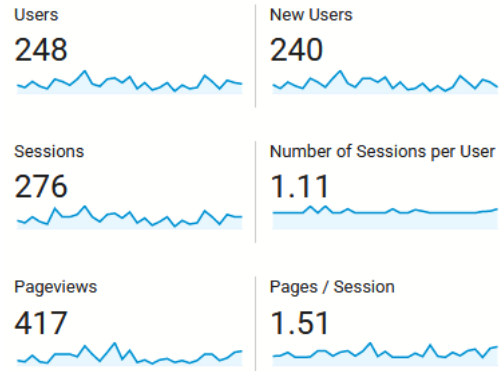 Users
248
New Users
240
Sessions
276
Number of Sessions per User
1.11
Pageviews
417
Pages / Session
1.51